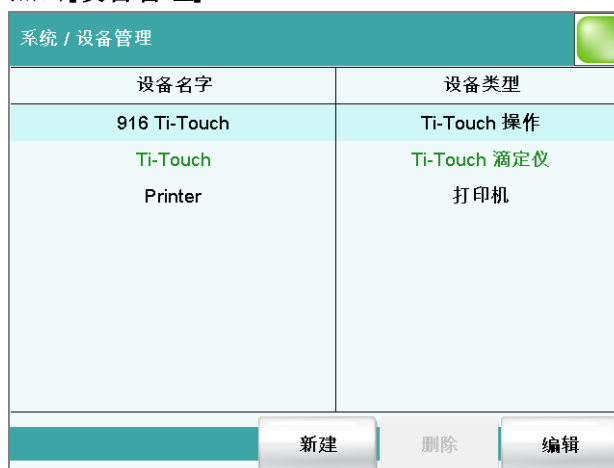 系统 / 设备管理
设备名字 设备类型
916 Ti-Touch Ti-Touch 操作
Ti-Touch Ti-Touch 滴定仪
Printer 打印机
新建 删除 编辑